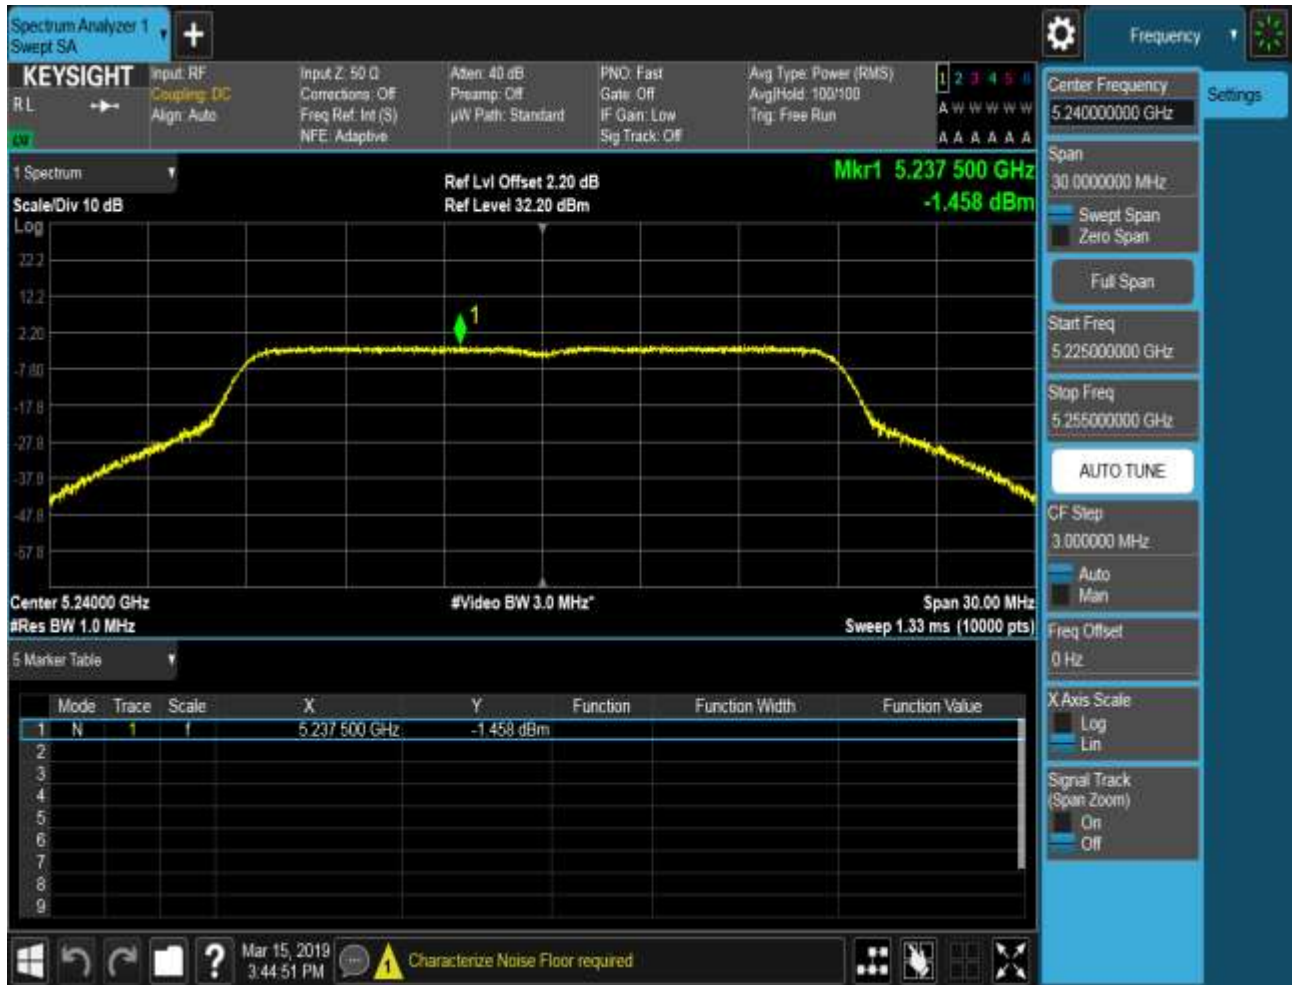 Spectrum Analyzer 1
Swept SA
Frequency
KEYSIGHT
RL
Input: RF
Coupling: DC
Align: Auto
Input Z: 50 Ω
Corrections: Off
Freq Ref: Int (S)
NFE: Adaptive
Atten: 40 dB
Preamp: Off
µW Path: Standard
PNO: Fast
Gate: Off
IF Gain: Low
Sig Track: Off
Avg Type: Power (RMS)
Avg|Hold: 100/100
Trig: Free Run
1 2 3 4 5 6
A W W W W W
A A A A A A
1 Spectrum
Scale/Div 10 dB
Ref Lvl Offset 2.20 dB
Ref Level 32.20 dBm
Mkr1 5.237 500 GHz
-1.458 dBm
Log
22.2
12.2
2.20
-7.80
-17.8
-27.8
-37.8
-47.8
-57.8
1
Center 5.24000 GHz
#Res BW 1.0 MHz
#Video BW 3.0 MHz*
Span 30.00 MHz
Sweep 1.33 ms (10000 pts)
5 Marker Table
Mode Trace Scale X Y Function Function Width Function Value
1 N 1 f 5.237 500 GHz -1.458 dBm
2
3
4
5
6
7
8
9
Settings
Center Frequency
5.240000000 GHz
Span
30.0000000 MHz
Swept Span
Zero Span
Full Span
Start Freq
5.225000000 GHz
Stop Freq
5.255000000 GHz
AUTO TUNE
CF Step
3.000000 MHz
Auto
Man
Freq Offset
0 Hz
X Axis Scale
Log
Lin
Signal Track
(Span Zoom)
On
Off
?
Mar 15, 2019
3:44:51 PM
1
Characterize Noise Floor required